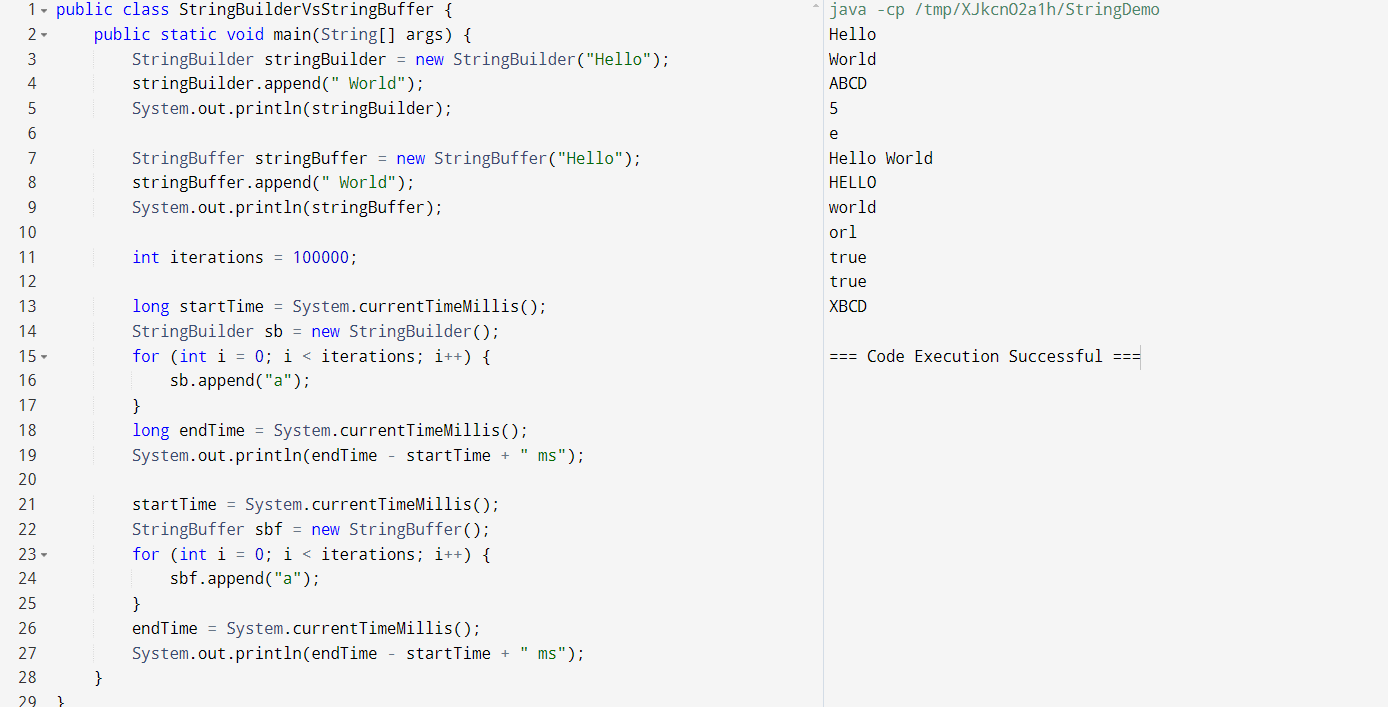 1 public class StringBuilderVsStringBuffer {
2 public static void main(String[] args) {
3 StringBuilder stringBuilder = new StringBuilder("Hello");
4 stringBuilder.append(" World");
5 System.out.println(stringBuilder);
6
7 StringBuffer stringBuffer = new StringBuffer("Hello");
8 stringBuffer.append(" World");
9 System.out.println(stringBuffer);
10
11 int iterations = 100000;
12
13 long startTime = System.currentTimeMillis();
14 StringBuilder sb = new StringBuilder();
15 for (int i = 0; i < iterations; i++) {
16 sb.append("a");
17 }
18 long endTime = System.currentTimeMillis();
19 System.out.println(endTime - startTime + " ms");
20
21 startTime = System.currentTimeMillis();
22 StringBuffer sbf = new StringBuffer();
23 for (int i = 0; i < iterations; i++) {
24 sbf.append("a");
25 }
26 endTime = System.currentTimeMillis();
27 System.out.println(endTime - startTime + " ms");
28 }
29 }
java -cp /tmp/XJkcnO2a1h/StringDemo
Hello
World
ABCD
5
e
Hello World
HELLO
world
orl
true
true
XBCD
=== Code Execution Successful ===